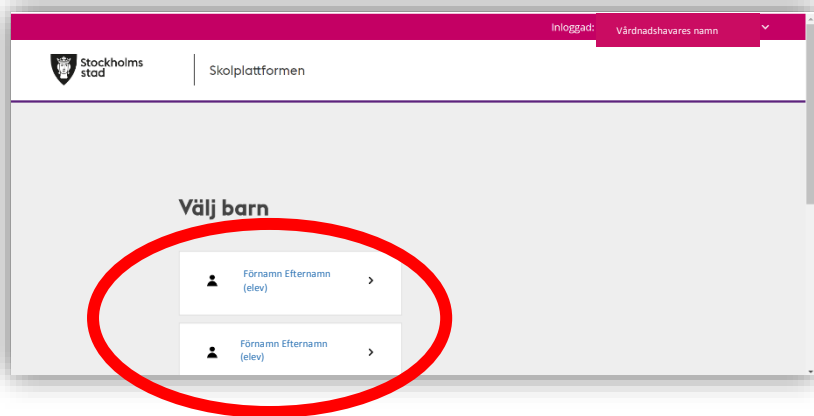 Inloggad: Vårdnadshavares namn
Stockholms
stad
Skolplattformen
Välj barn
Förnamn Efternamn
(elev)
Förnamn Efternamn
(elev)